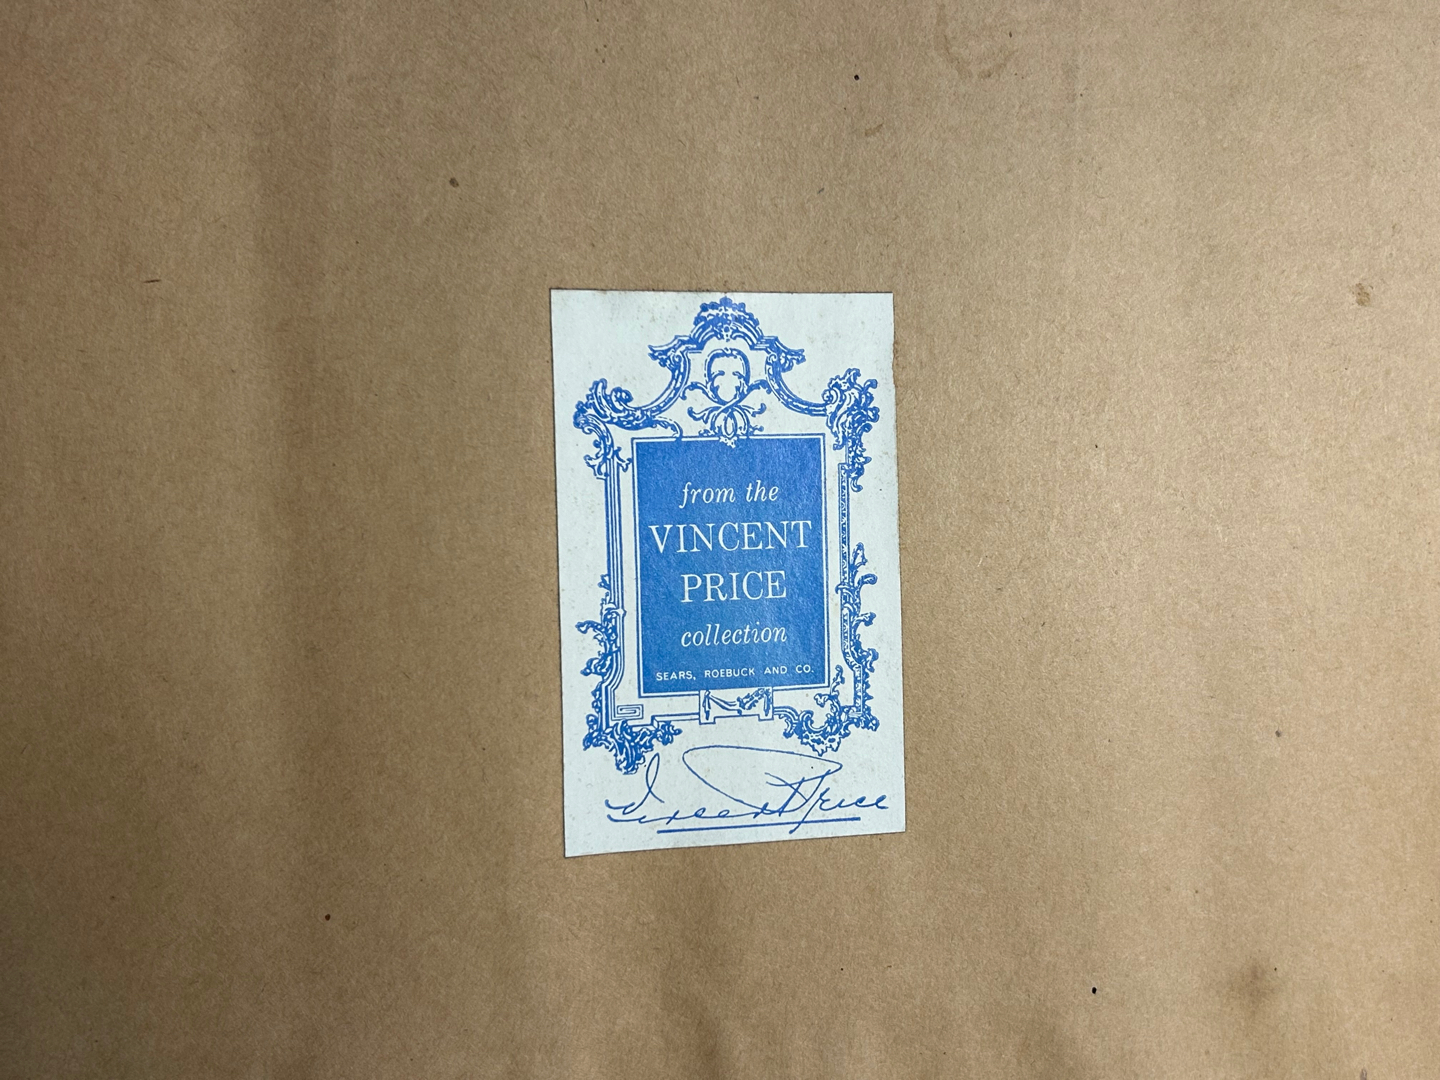 from the
VINCENT
PRICE
collection
SEARS, ROEBUCK AND CO.
Vincent Price